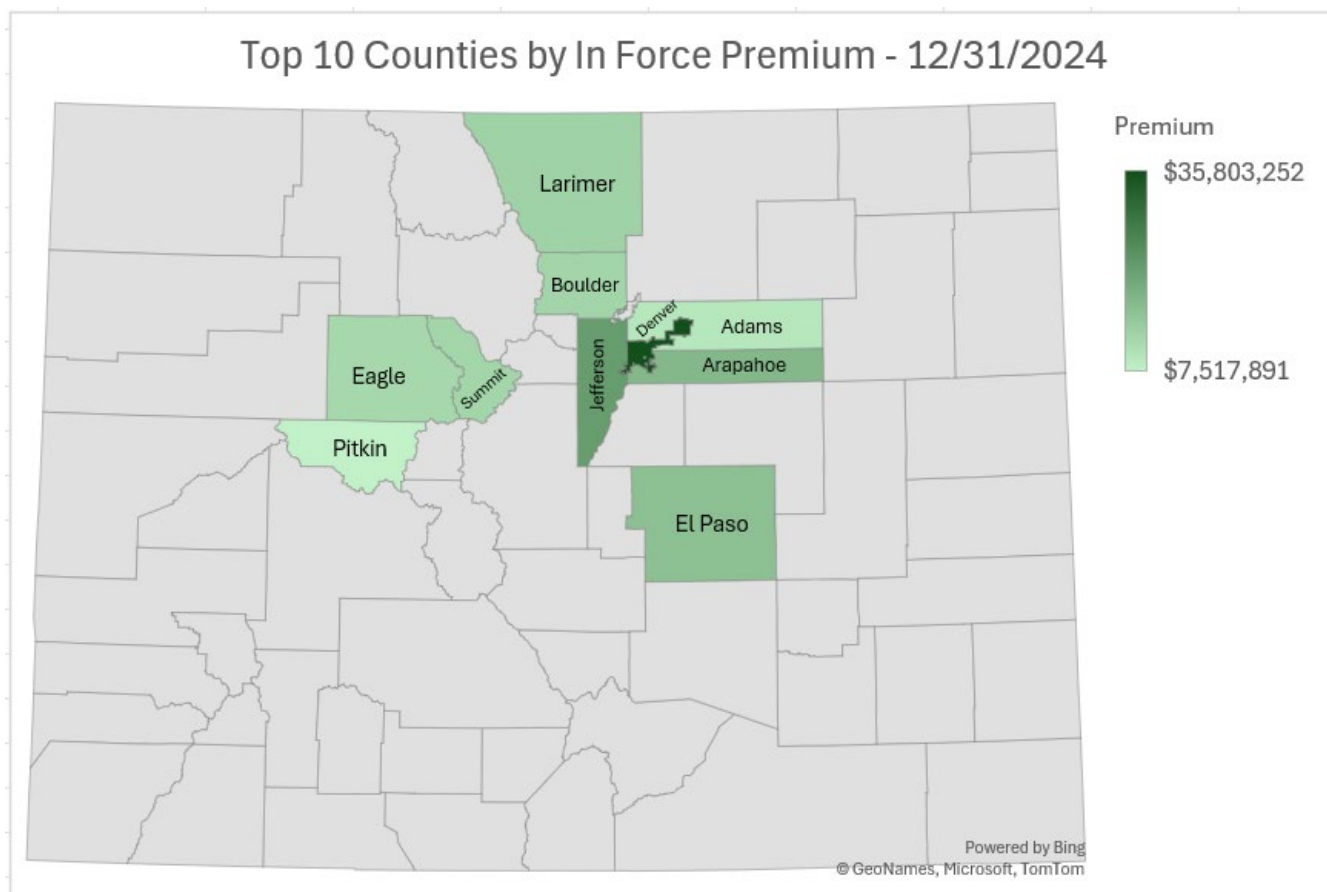 Top 10 Counties by In Force Premium - 12/31/2024
Premium
$35,803,252
$7,517,891
Larimer
Boulder
Denver
Adams
Arapahoe
Jefferson
Eagle
Summit
Pitkin
El Paso
Powered by Bing
© GeoNames, Microsoft, TomTom